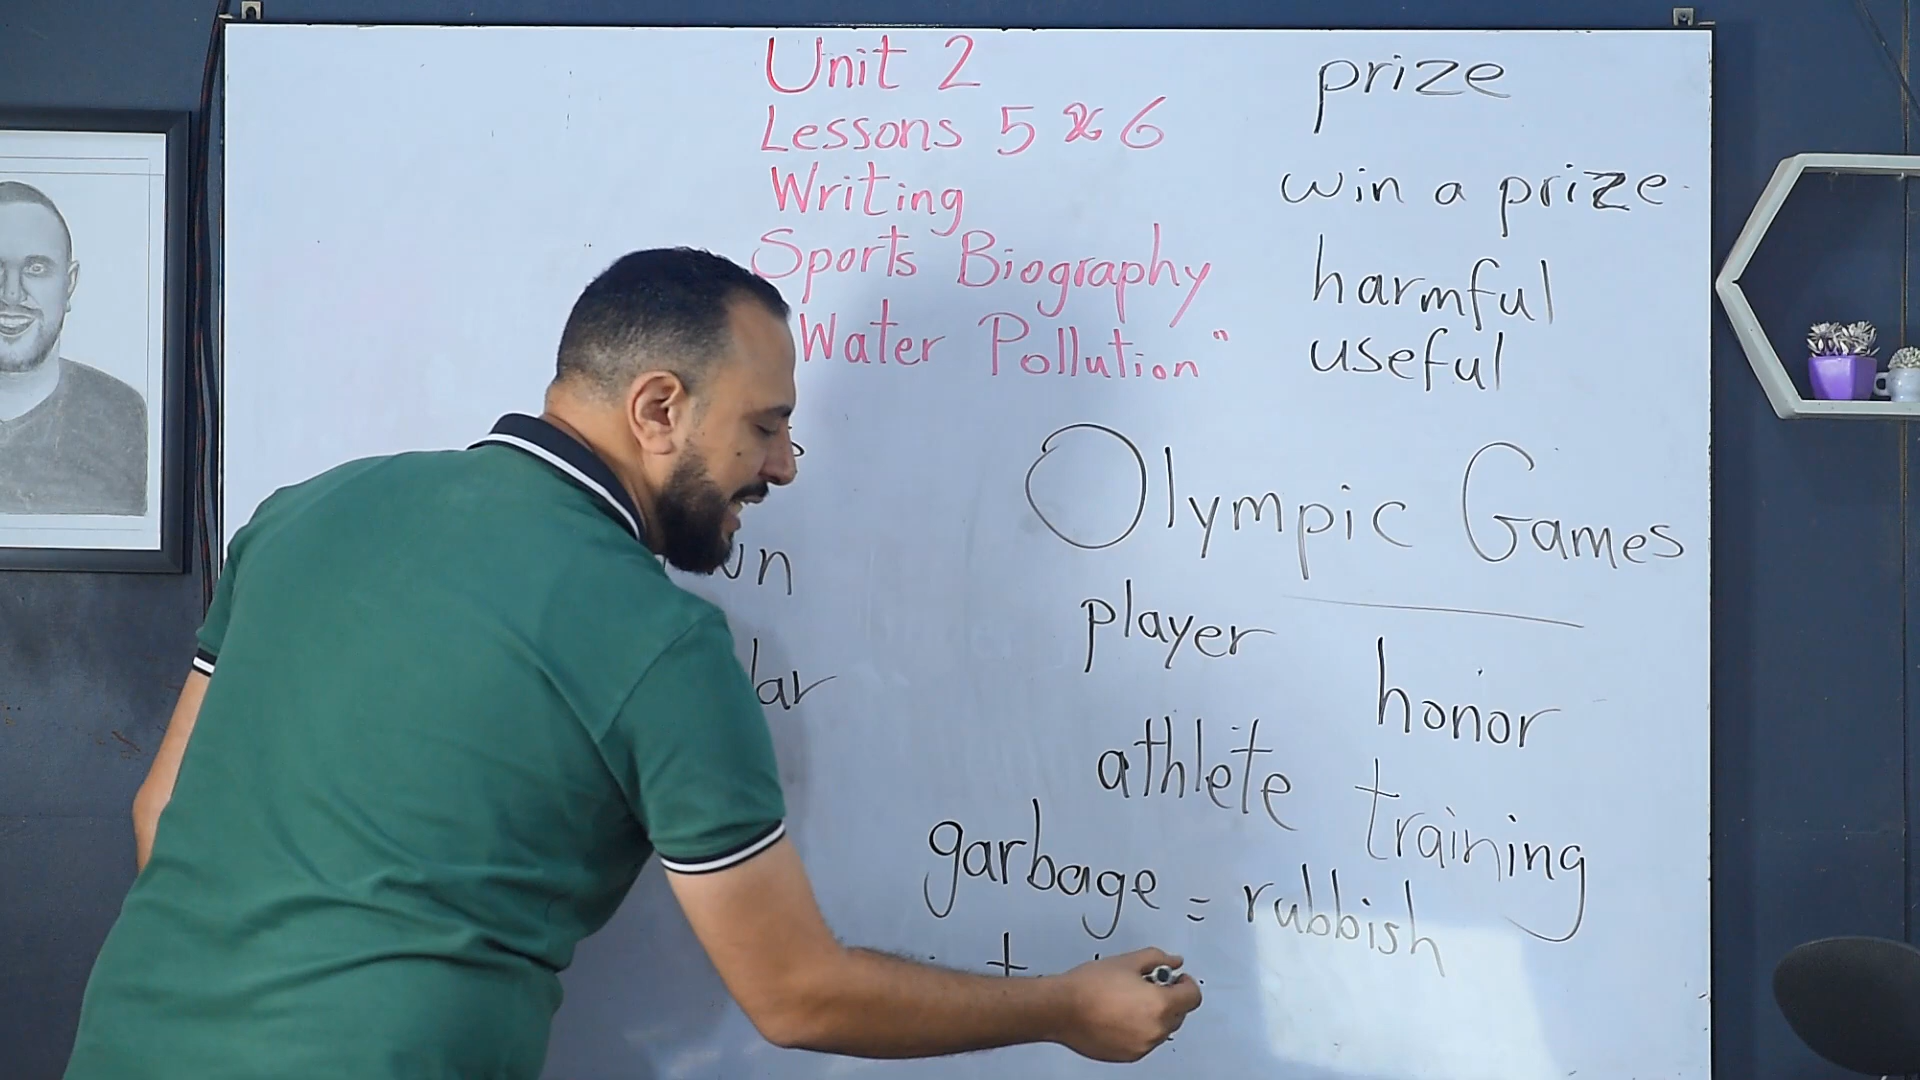 Unit 2
Lessons 5 & 6
Writing
Sports Biography
Water Pollution"
prize
win a prize
harmful
useful
Olympic Games
player
honor
athlete
training
garbage = rubbish